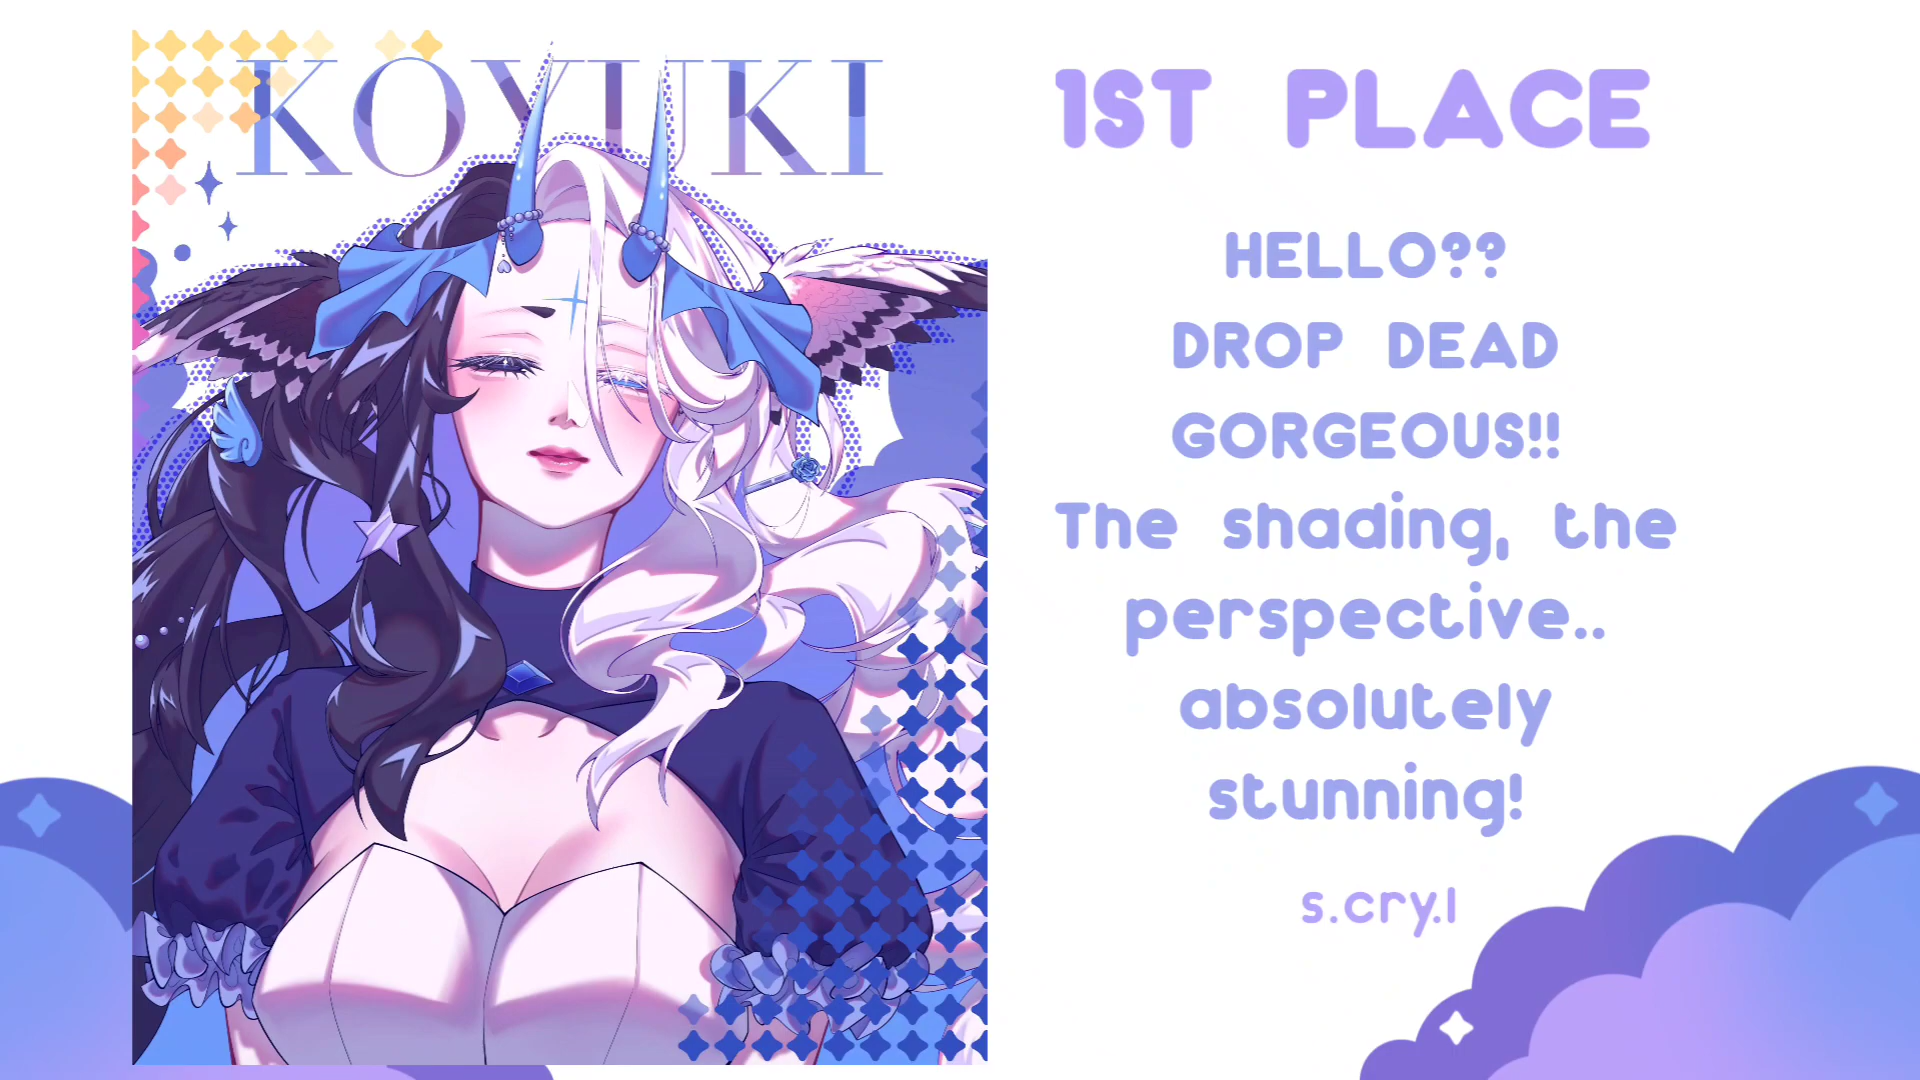 KOYUKI
1ST PLACE
HELLO??
DROP DEAD
GORGEOUS!!
The shading, the
perspective..
absolutely
stunning!
s.cry.l